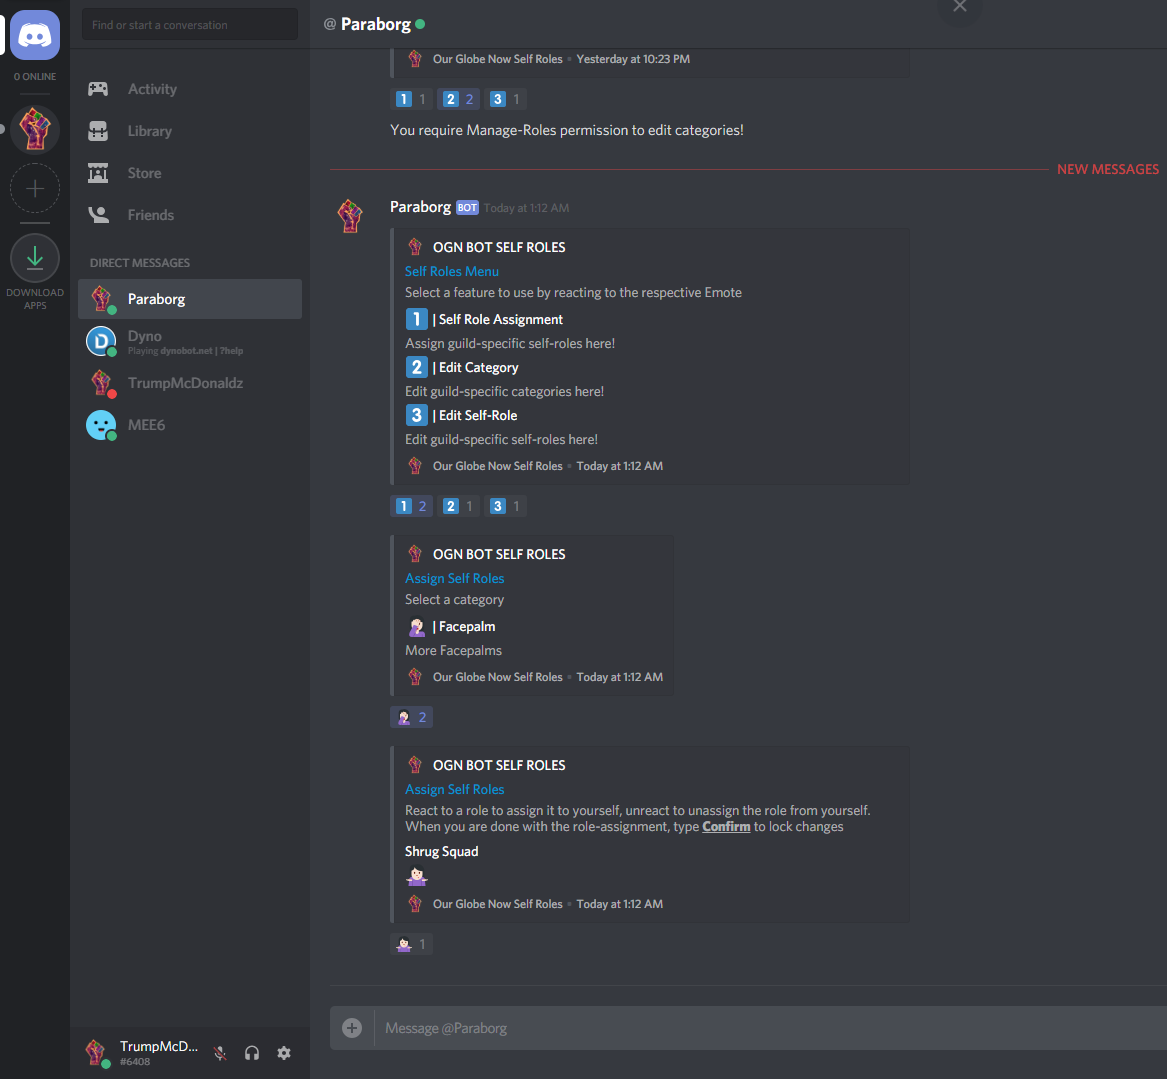 Find or start a conversation
@ Paraborg
0 ONLINE
Activity
Library
Store
Friends
DOWNLOAD
APPS
DIRECT MESSAGES
Paraborg
Dyno
Playing dynobot.net | ?help
TrumpMcDonaldz
MEE6
TrumpMcD...
#6408
Our Globe Now Self Roles • Yesterday at 10:23 PM
1 1 2 2 3 1
You require Manage-Roles permission to edit categories!
NEW MESSAGES
Paraborg BOT Today at 1:12 AM
OGN BOT SELF ROLES
Self Roles Menu
Select a feature to use by reacting to the respective Emote
1 | Self Role Assignment
Assign guild-specific self-roles here!
2 | Edit Category
Edit guild-specific categories here!
3 | Edit Self-Role
Edit guild-specific self-roles here!
Our Globe Now Self Roles • Today at 1:12 AM
1 2 2 1 3 1
OGN BOT SELF ROLES
Assign Self Roles
Select a category
| Facepalm
More Facepalms
Our Globe Now Self Roles • Today at 1:12 AM
2
OGN BOT SELF ROLES
Assign Self Roles
React to a role to assign it to yourself, unreact to unassign the role from yourself.
When you are done with the role-assignment, type Confirm to lock changes
Shrug Squad
Our Globe Now Self Roles • Today at 1:12 AM
1
Message @Paraborg